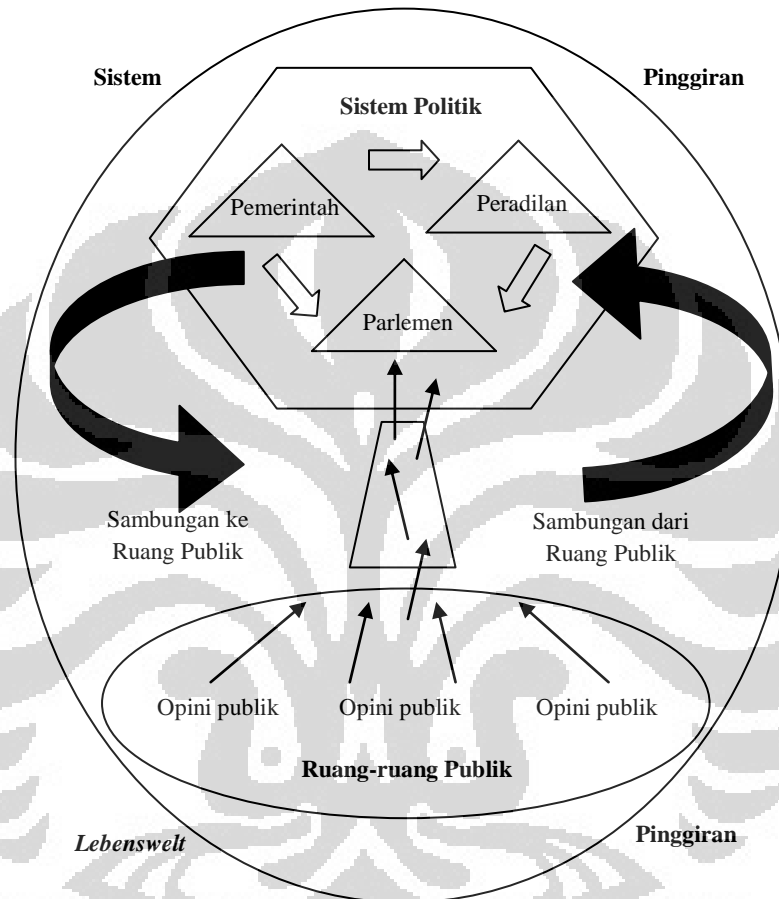 Sistem
Pinggiran
Sistem Politik
Pemerintah
Peradilan
Parlemen
Sambungan ke
Ruang Publik
Sambungan dari
Ruang Publik
Opini publik
Opini publik
Opini publik
Ruang-ruang Publik
Lebenswelt
Pinggiran